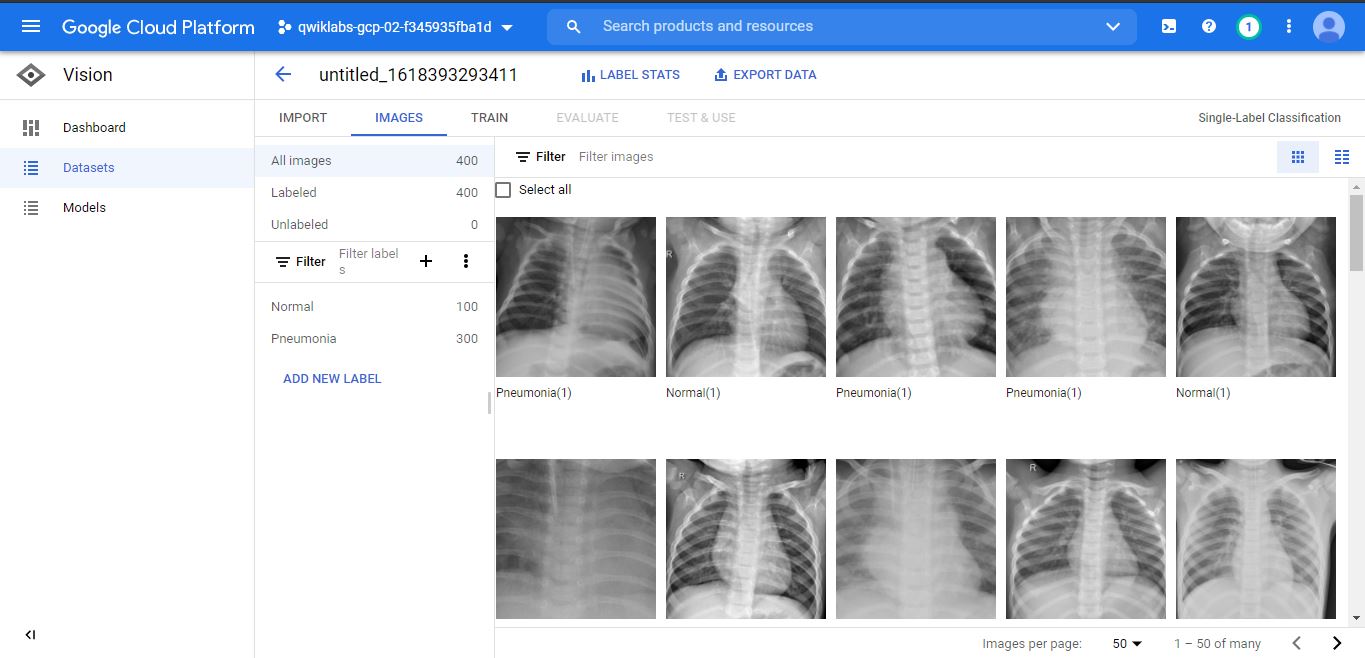 Google Cloud Platform
qwiklabs-gcp-02-f345935fba1d
Search products and resources
1
Vision
untitled_1618393293411
LABEL STATS
EXPORT DATA
Dashboard
Datasets
Models
IMPORT
IMAGES
TRAIN
EVALUATE
TEST & USE
Single-Label Classification
All images 400
Labeled 400
Unlabeled 0
Filter
Filter label
s
Normal 100
Pneumonia 300
ADD NEW LABEL
Filter
Filter images
Select all
R
Pneumonia(1)
Normal(1)
Pneumonia(1)
Pneumonia(1)
Normal(1)
R
R
Images per page: 50
1 – 50 of many